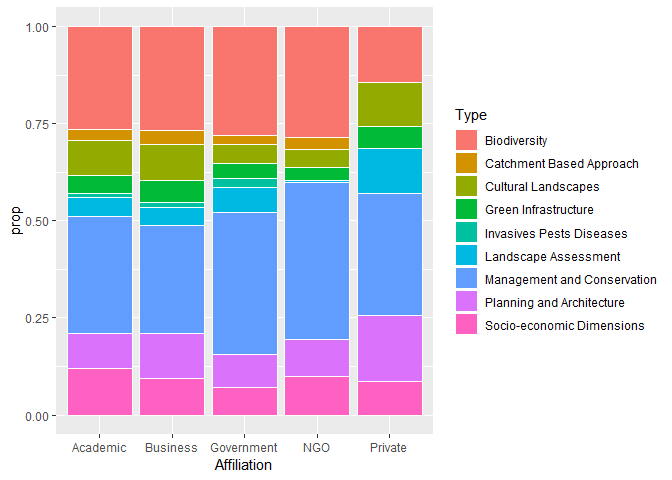 1.00
0.75
0.50
0.25
0.00
prop
Academic Business Government NGO Private
Affiliation
Type
Biodiversity
Catchment Based Approach
Cultural Landscapes
Green Infrastructure
Invasives Pests Diseases
Landscape Assessment
Management and Conservation
Planning and Architecture
Socio-economic Dimensions